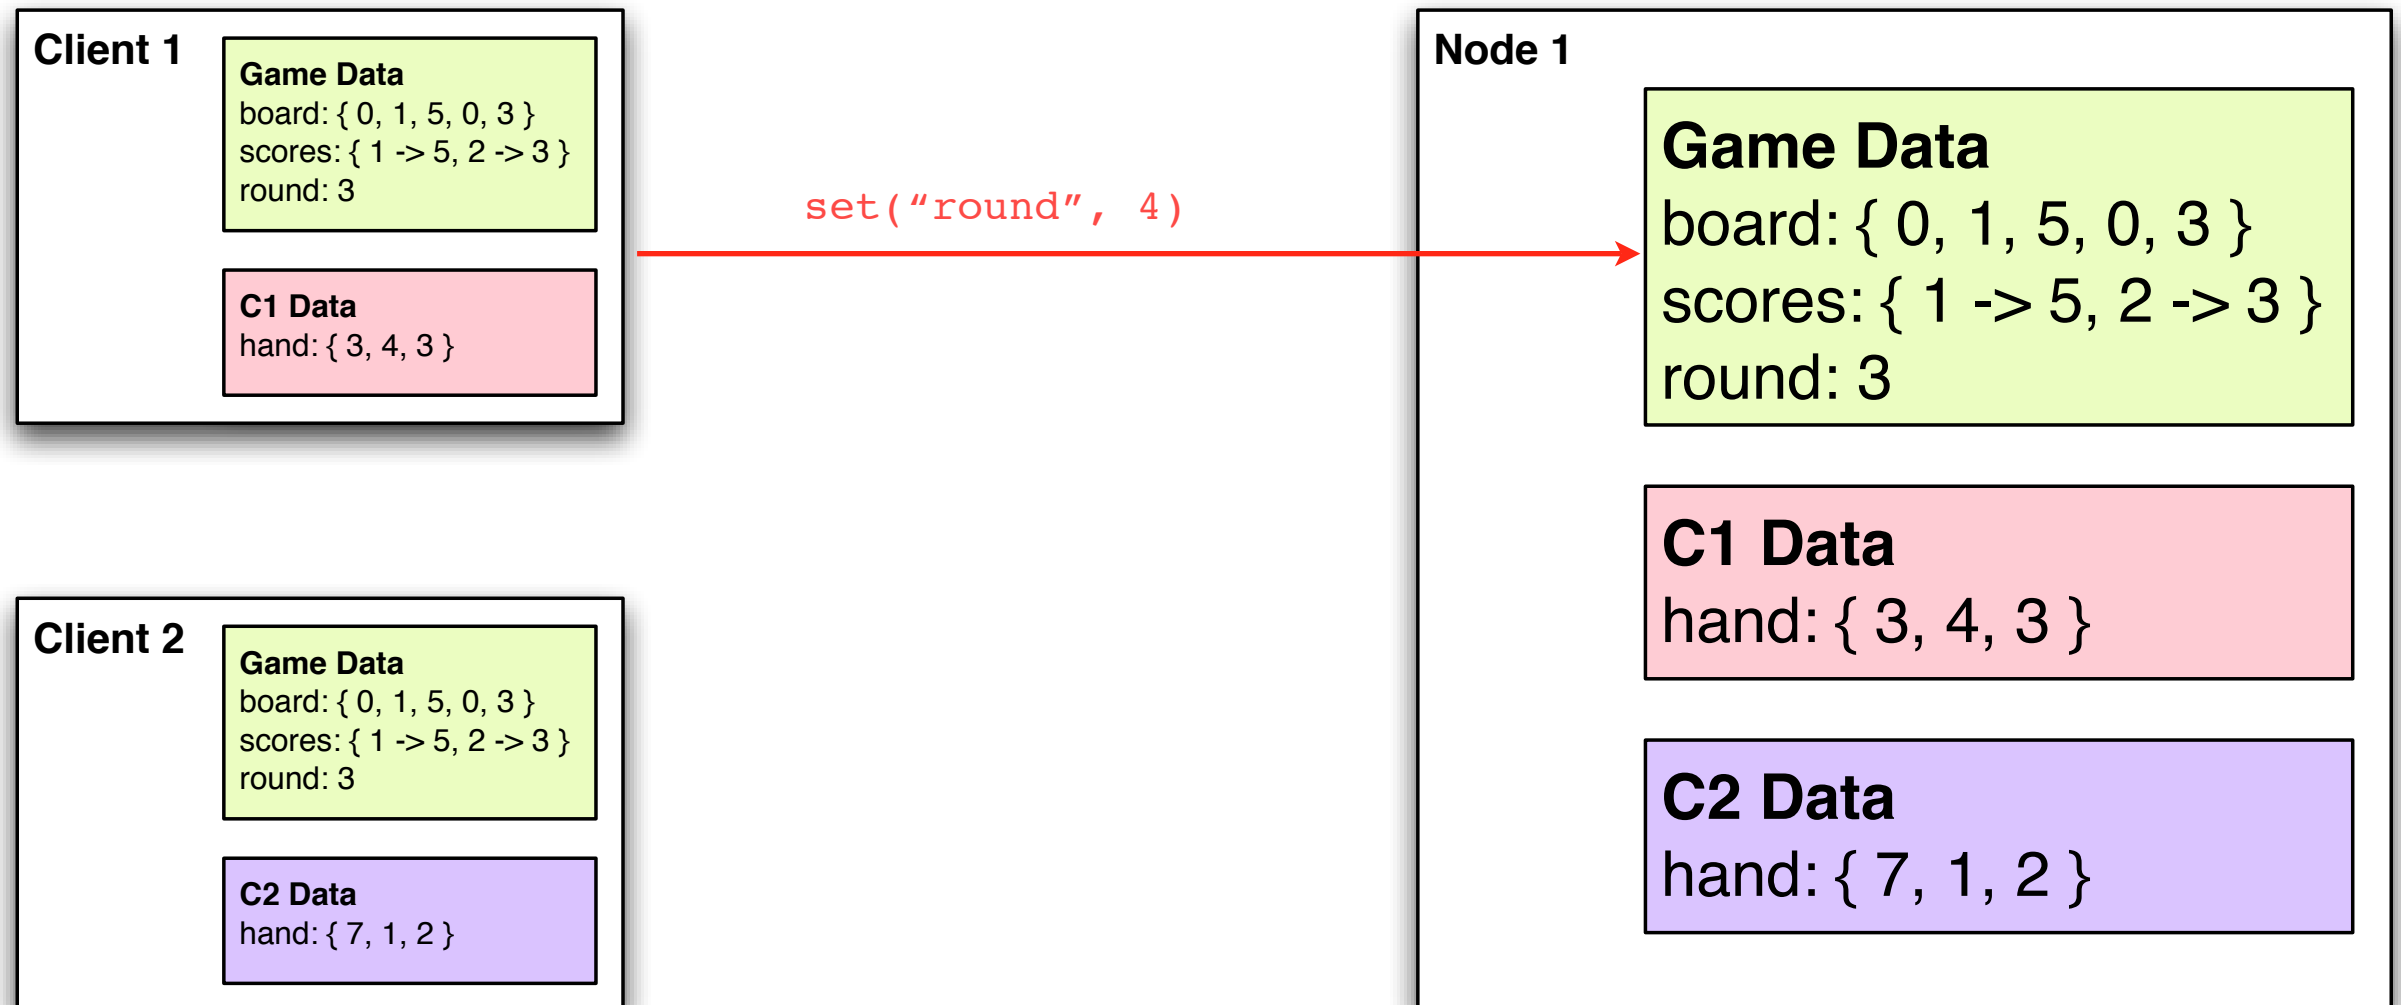 Client 1
Game Data
board: { 0, 1, 5, 0, 3 }
scores: { 1 -> 5, 2 -> 3 }
round: 3
C1 Data
hand: { 3, 4, 3 }
set(“round”, 4)
Node 1
Game Data
board: { 0, 1, 5, 0, 3 }
scores: { 1 -> 5, 2 -> 3 }
round: 3
C1 Data
hand: { 3, 4, 3 }
C2 Data
hand: { 7, 1, 2 }
Client 2
Game Data
board: { 0, 1, 5, 0, 3 }
scores: { 1 -> 5, 2 -> 3 }
round: 3
C2 Data
hand: { 7, 1, 2 }